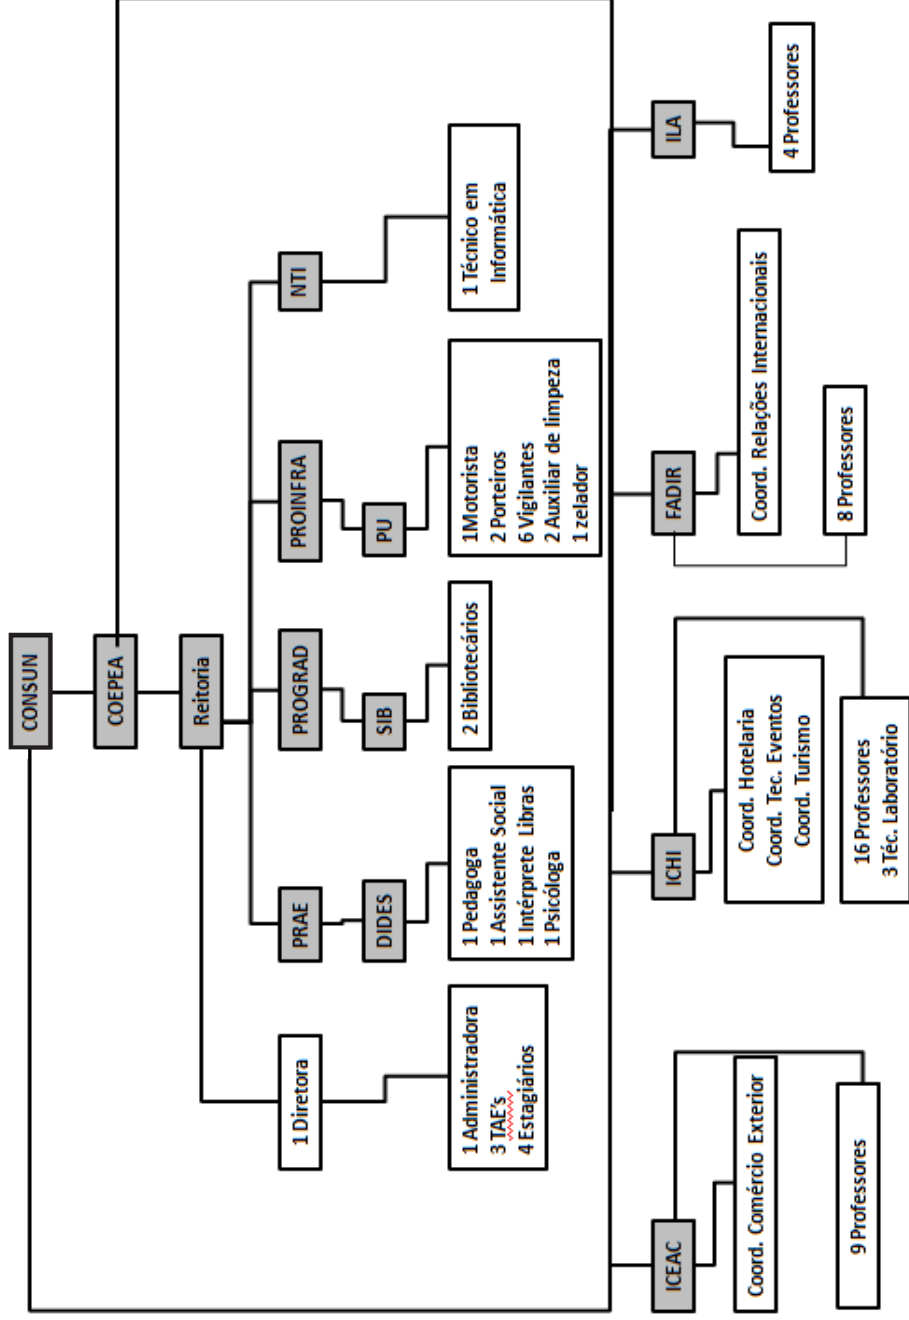 CONSUN
COEPEA
Reitoria
1 Diretora
PRAE
PROGRAD
PROINFRA
NTI
DIDES
SIB
PU
1 Administradora
3 TAE's
4 Estagiários
1 Pedagoga
1 Assistente Social
1 Intérprete Libras
1 Psicóloga
2 Bibliotecários
1Motorista
2 Porteiros
6 Vigilantes
2 Auxiliar de limpeza
1 zelador
1 Técnico em
Informática
ICEAC
ICHI
FADIR
ILA
Coord. Comércio Exterior
Coord. Hotelaria
Coord. Tec. Eventos
Coord. Turismo
Coord. Relações Internacionais
4 Professores
9 Professores
16 Professores
3 Téc. Laboratório
8 Professores